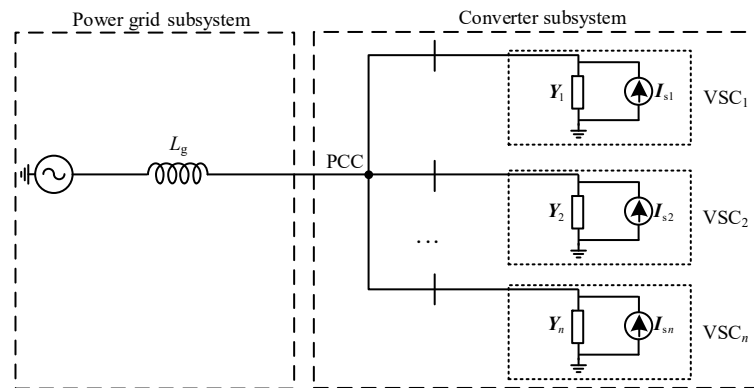 Power grid subsystem
Converter subsystem
Y1
Is1
VSC1
Lg
PCC
Y2
Is2
VSC2
...
Yn
Isn
VSCn